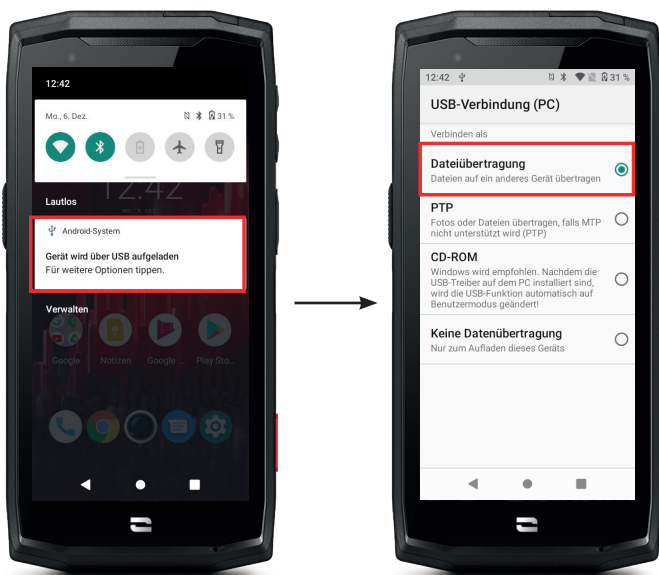 12:42
Mo., 6. Dez.
31 %
12.42
Lautlos
Android-System
Gerät wird über USB aufgeladen
Für weitere Optionen tippen.
Verwalten
Google
Notizen
Google ...
Play Sto...
12:42
31 %
USB-Verbindung (PC)
Verbinden als
Dateiübertragung
Dateien auf ein anderes Gerät übertragen
PTP
Fotos oder Dateien übertragen, falls MTP
nicht unterstützt wird (PTP)
CD-ROM
Windows wird empfohlen. Nachdem die
USB-Treiber auf dem PC installiert sind,
wird die USB-Funktion automatisch auf
Benutzermodus geändert!
Keine Datenübertragung
Nur zum Aufladen dieses Geräts